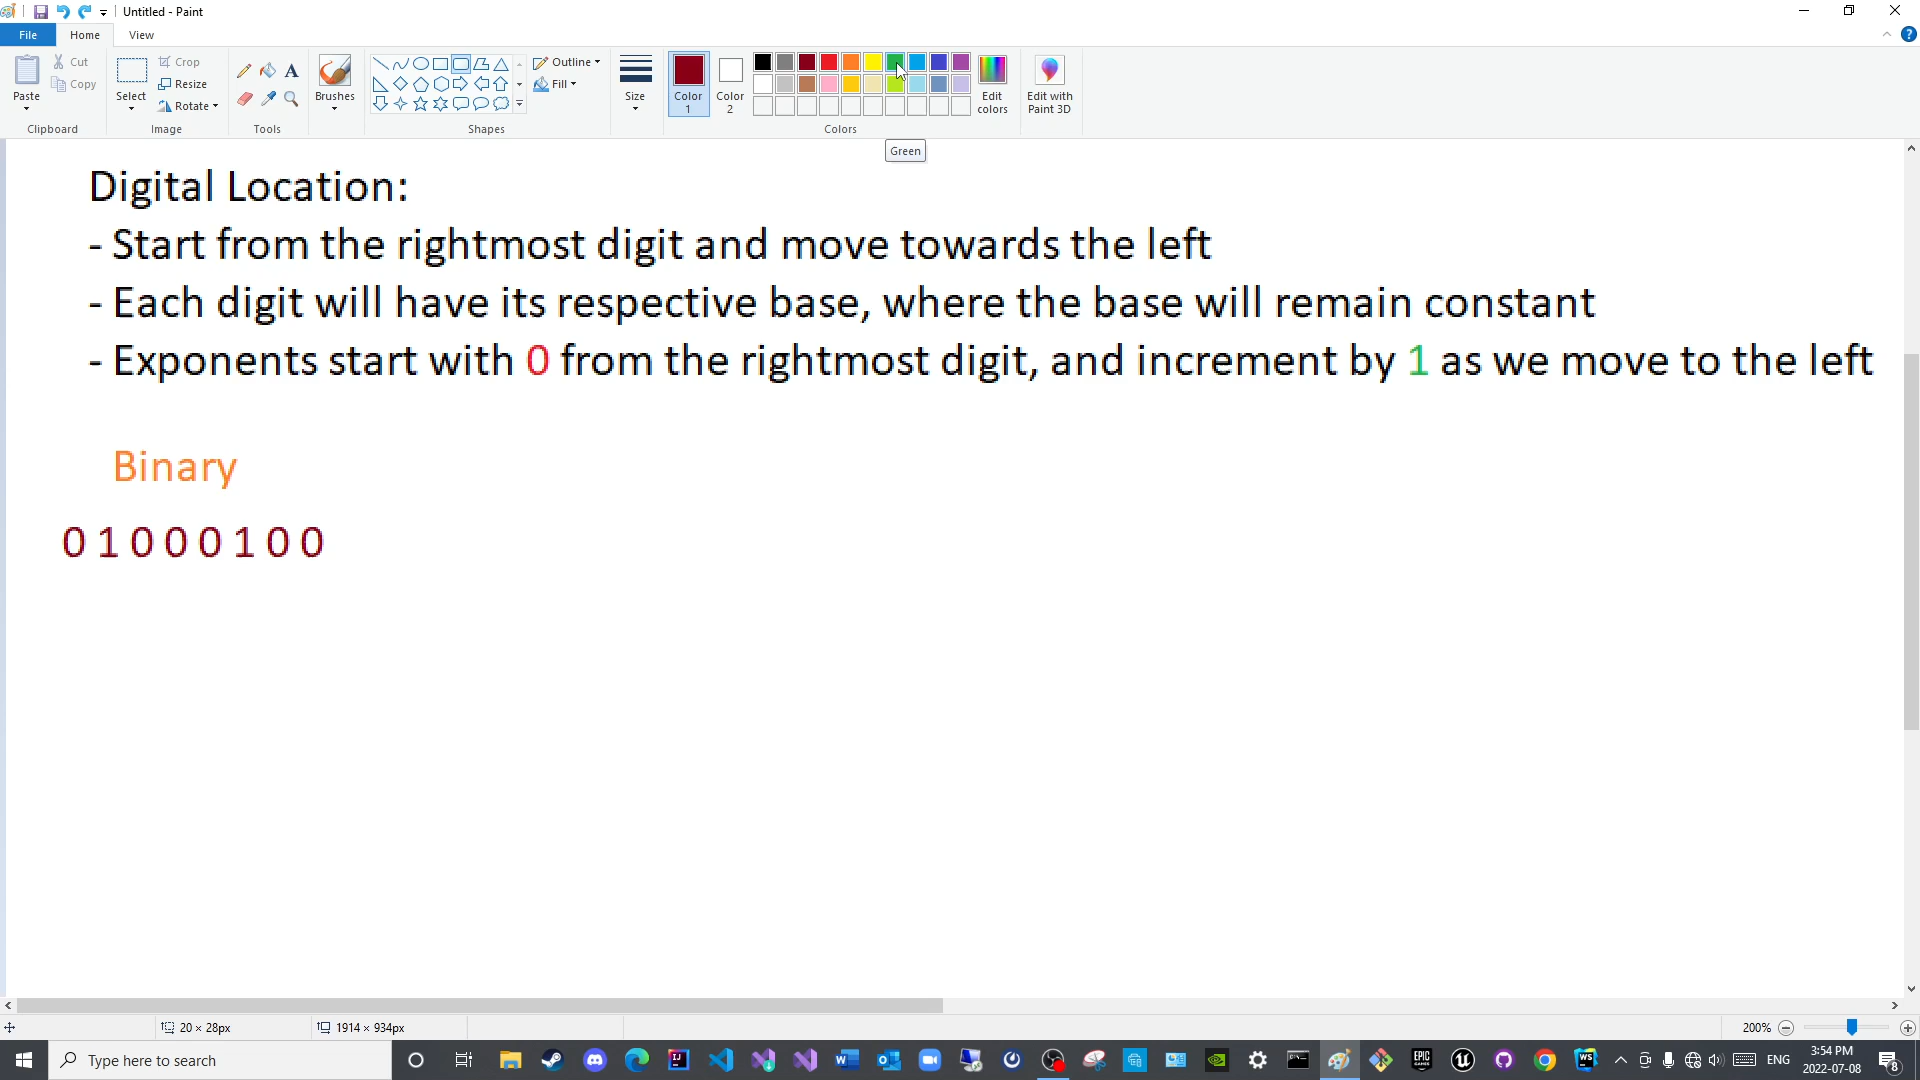 Untitled - Paint
File Home View
Paste
Cut
Copy
Clipboard
Select
Crop
Resize
Rotate
Image
Tools
Brushes
Shapes
Outline
Fill
Size
Color 1
Color 2
Colors
Edit colors
Edit with Paint 3D
Green
Digital Location:
- Start from the rightmost digit and move towards the left
- Each digit will have its respective base, where the base will remain constant
- Exponents start with 0 from the rightmost digit, and increment by 1 as we move to the left
Binary
0 1 0 0 0 1 0 0
20 × 28px
1914 × 934px
200%
Type here to search
ENG
3:54 PM
2022-07-08
8